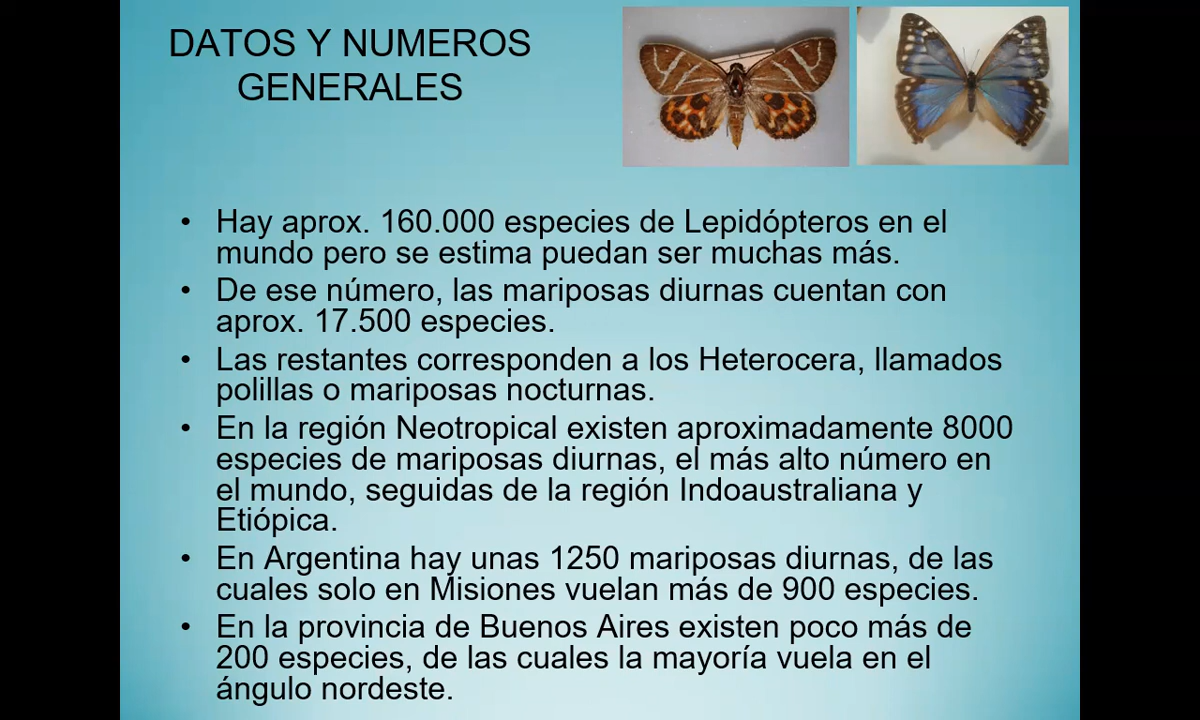 DATOS Y NUMEROS
GENERALES
• Hay aprox. 160.000 especies de Lepidópteros en el
mundo pero se estima puedan ser muchas más.
• De ese número, las mariposas diurnas cuentan con
aprox. 17.500 especies.
• Las restantes corresponden a los Heterocera, llamados
polillas o mariposas nocturnas.
• En la región Neotropical existen aproximadamente 8000
especies de mariposas diurnas, el más alto número en
el mundo, seguidas de la región Indoaustraliana y
Etiópica.
• En Argentina hay unas 1250 mariposas diurnas, de las
cuales solo en Misiones vuelan más de 900 especies.
• En la provincia de Buenos Aires existen poco más de
200 especies, de las cuales la mayoría vuela en el
ángulo nordeste.